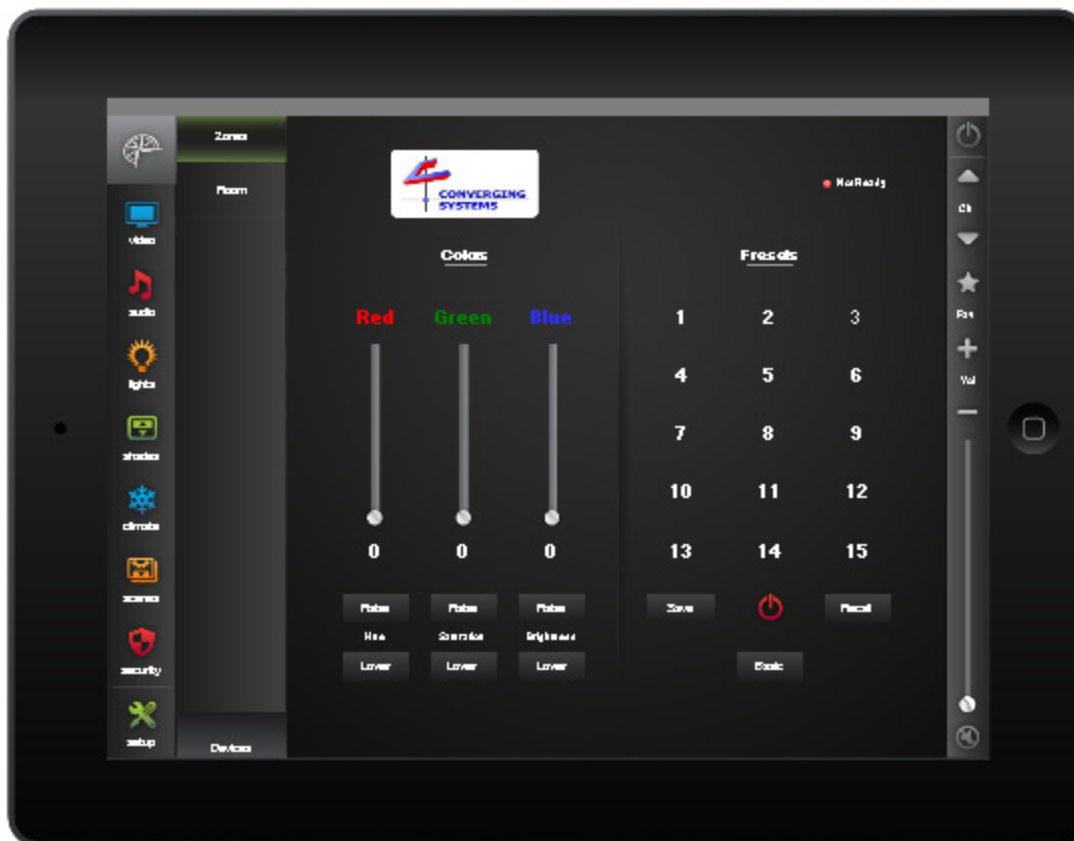 Zones
Room
video
audio
lights
shades
climate
scenes
security
setup
Devices
CONVERGING
SYSTEMS
Not Ready
Colors
Presets
Red Green Blue
0 0 0
Raise Raise Raise
Hue Saturation Brightness
Lower Lower Lower
1 2 3
4 5 6
7 8 9
10 11 12
13 14 15
Save Recall
Basic
Ch
Fav
Vol